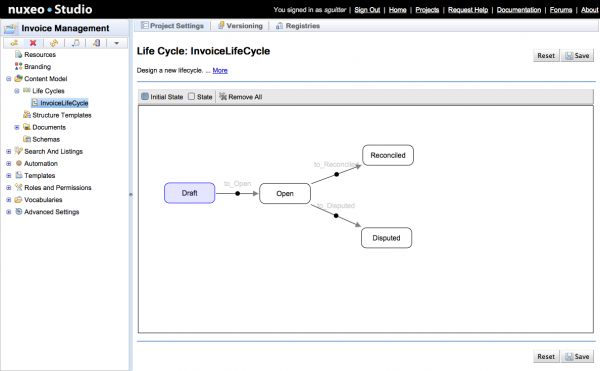 nuxeo • Studio
You signed in as sguitter | Sign Out | Home | Projects | Request Help | Documentation | Forums | About
Invoice Management
Project Settings
Versioning
Registries
Resources
Branding
Content Model
Life Cycles
InvoiceLifeCycle
Structure Templates
Documents
Schemas
Search And Listings
Automation
Templates
Roles and Permissions
Vocabularies
Advanced Settings
Life Cycle: InvoiceLifeCycle
Reset
Save
Design a new lifecycle. ... More
Initial State
State
Remove All
Reconciled
to_Reconciled
to_Open
Draft
Open
to_Disputed
Disputed
Reset
Save